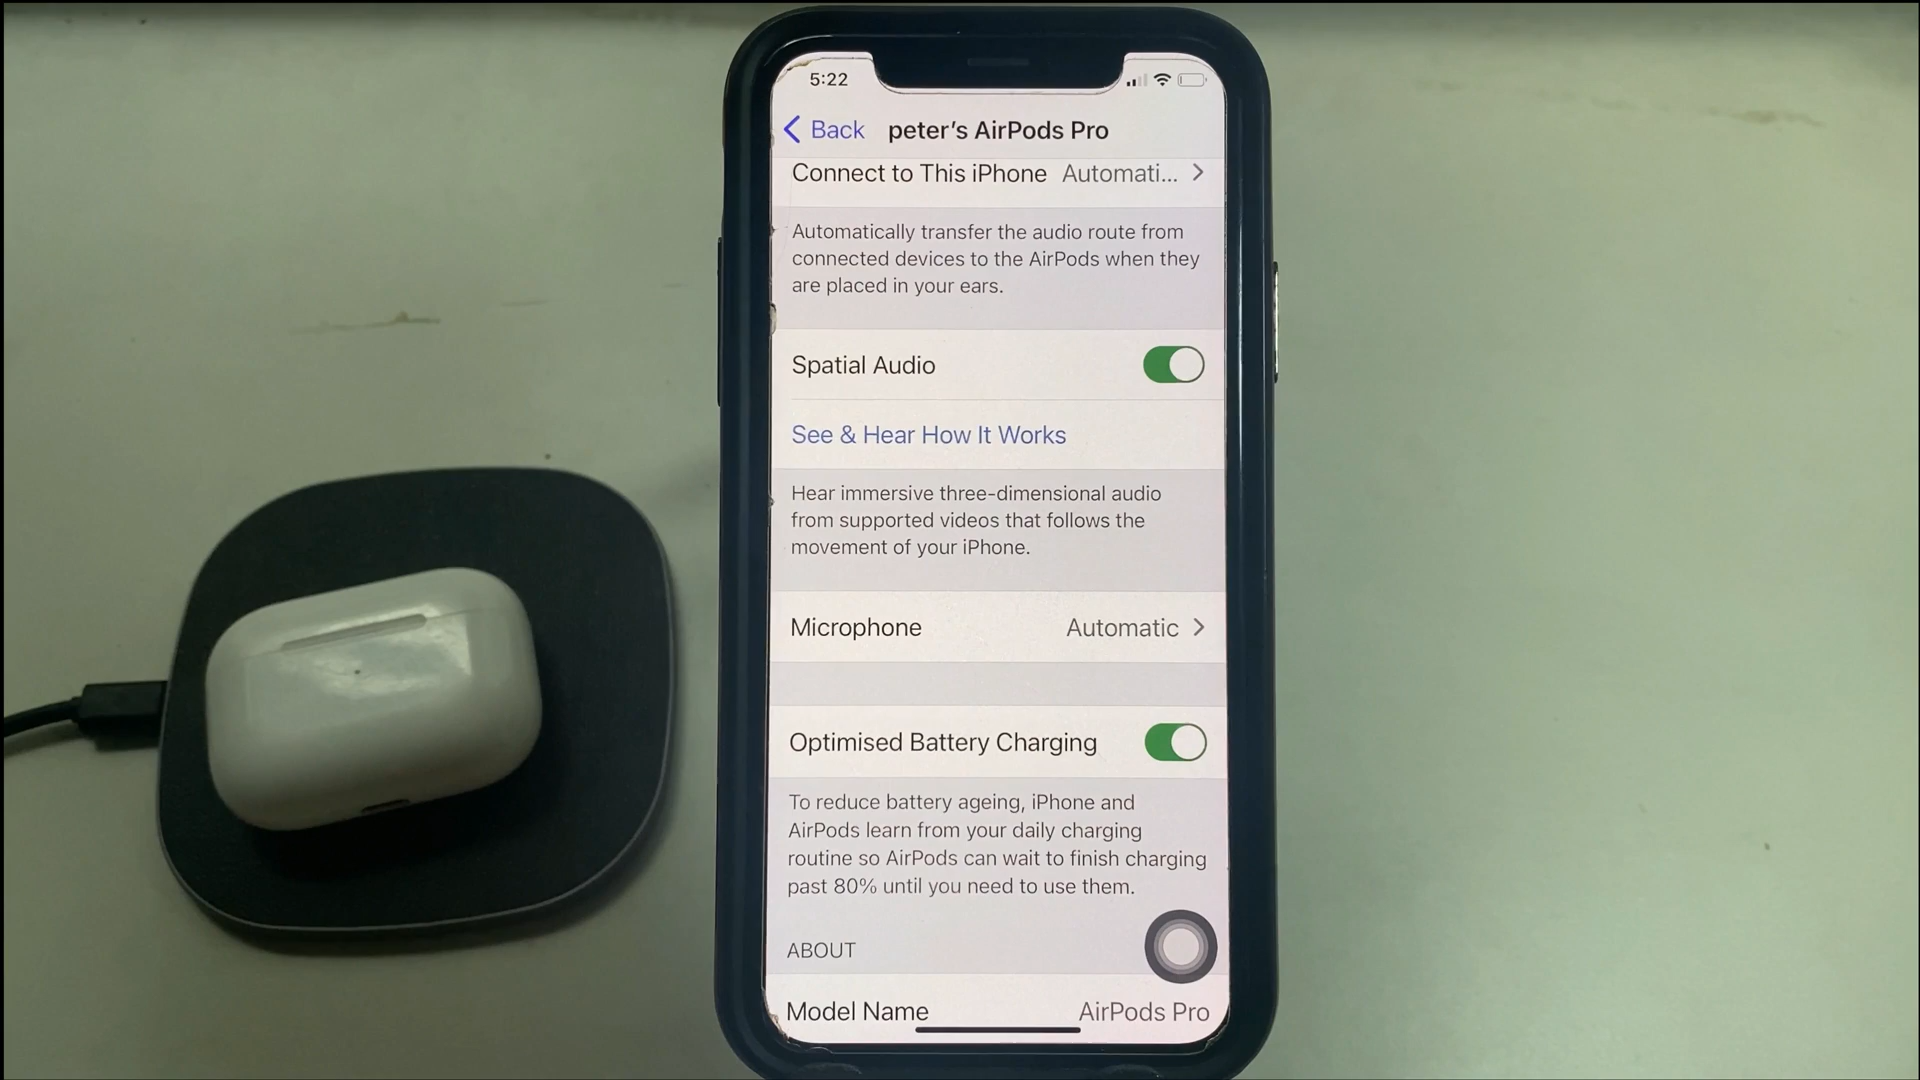 5:22
Back peter's AirPods Pro
Connect to This iPhone Automati...
Automatically transfer the audio route from
connected devices to the AirPods when they
are placed in your ears.
Spatial Audio
See & Hear How It Works
Hear immersive three-dimensional audio
from supported videos that follows the
movement of your iPhone.
Microphone Automatic
Optimised Battery Charging
To reduce battery ageing, iPhone and
AirPods learn from your daily charging
routine so AirPods can wait to finish charging
past 80% until you need to use them.
ABOUT
Model Name AirPods Pro